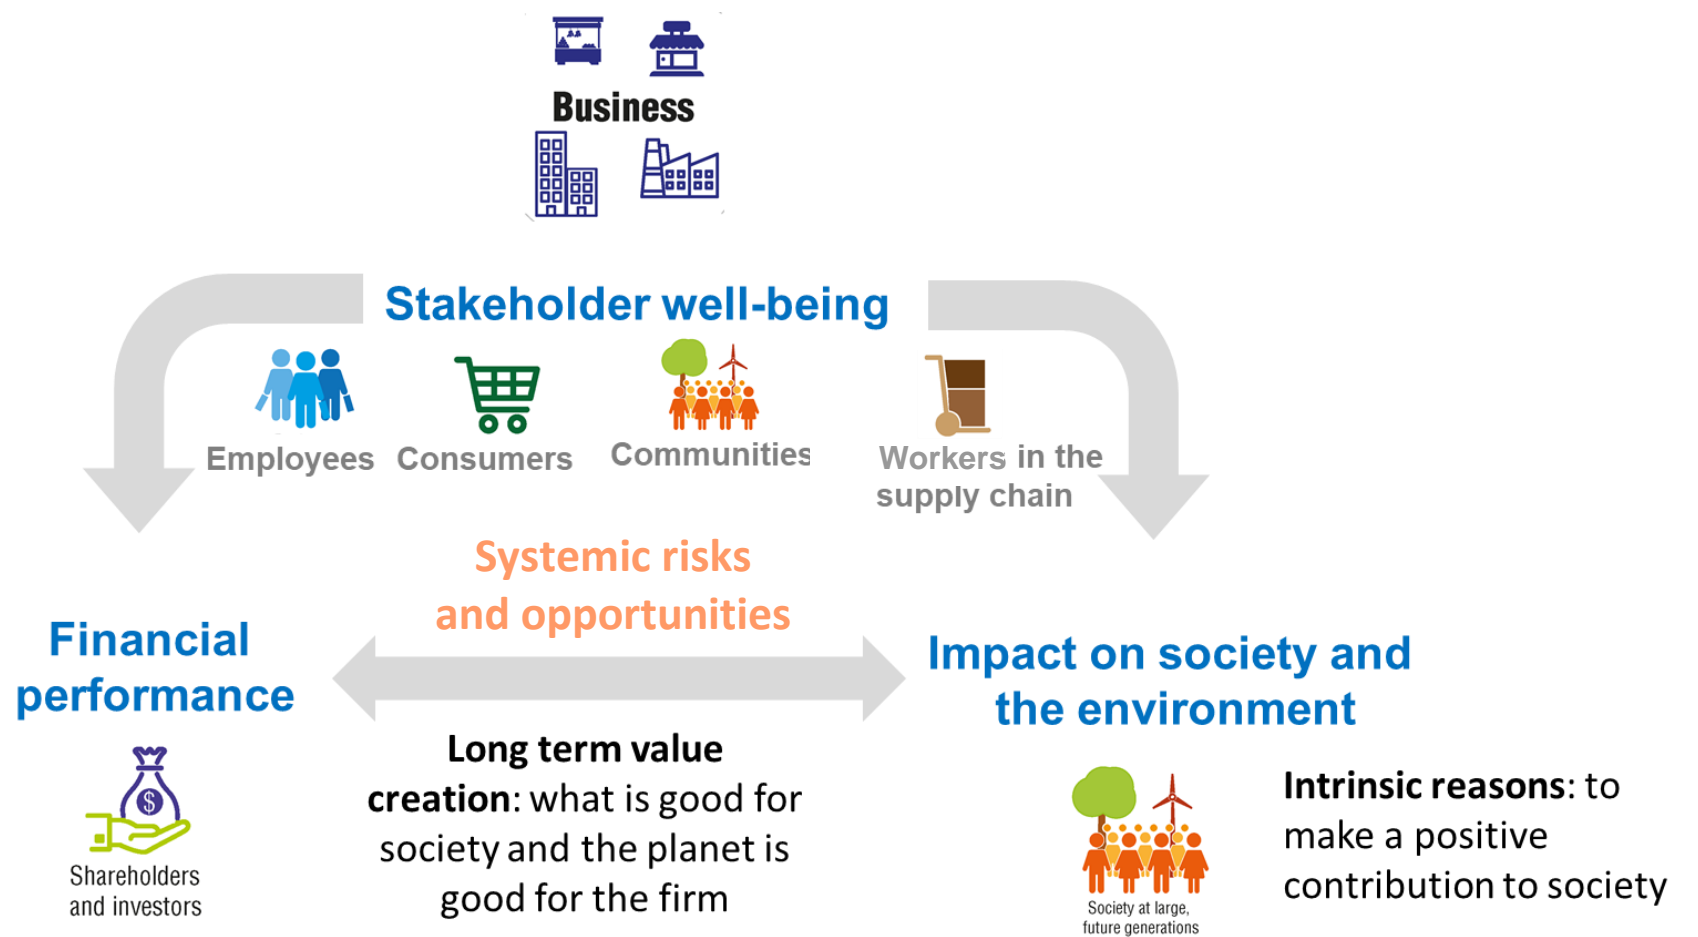 Business
Stakeholder well-being
Employees
Consumers
Communities
Workers in the
supply chain
Systemic risks
and opportunities
Financial
performance
Impact on society and
the environment
Long term value
creation: what is good for
society and the planet is
good for the firm
$
Shareholders
and investors
Society at large,
future generations
Intrinsic reasons: to
make a positive
contribution to society